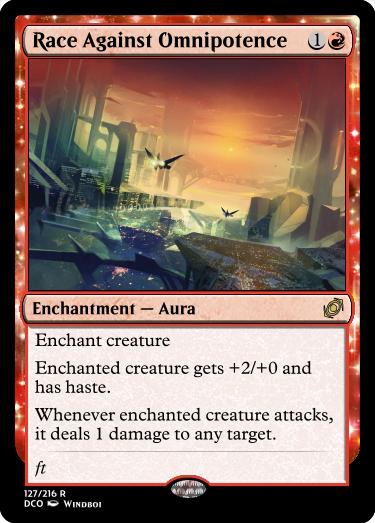 Race Against Omnipotence 1
Enchantment — Aura
Enchant creature
Enchanted creature gets +2/+0 and
has haste.
Whenever enchanted creature attacks,
it deals 1 damage to any target.
ft
127/216 R
DCO Windboi